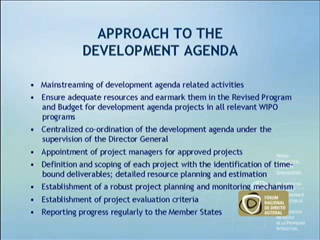 APPROACH TO THE
DEVELOPMENT AGENDA
• Mainstreaming of development agenda related activities
• Ensure adequate resources and earmark them in the Revised Program
and Budget for development agenda projects in all relevant WIPO
programs
• Centralized co-ordination of the development agenda under the
supervision of the Director General
• Appointment of project managers for approved projects
• Definition and scoping of each project with the identification of time-
bound deliverables; detailed resource planning and estimation
• Establishment of a robust project planning and monitoring mechanism
• Establishment of project evaluation criteria
• Reporting progress regularly to the Member States
FÓRUM
NACIONAL
DE DIREITO
AUTORAL